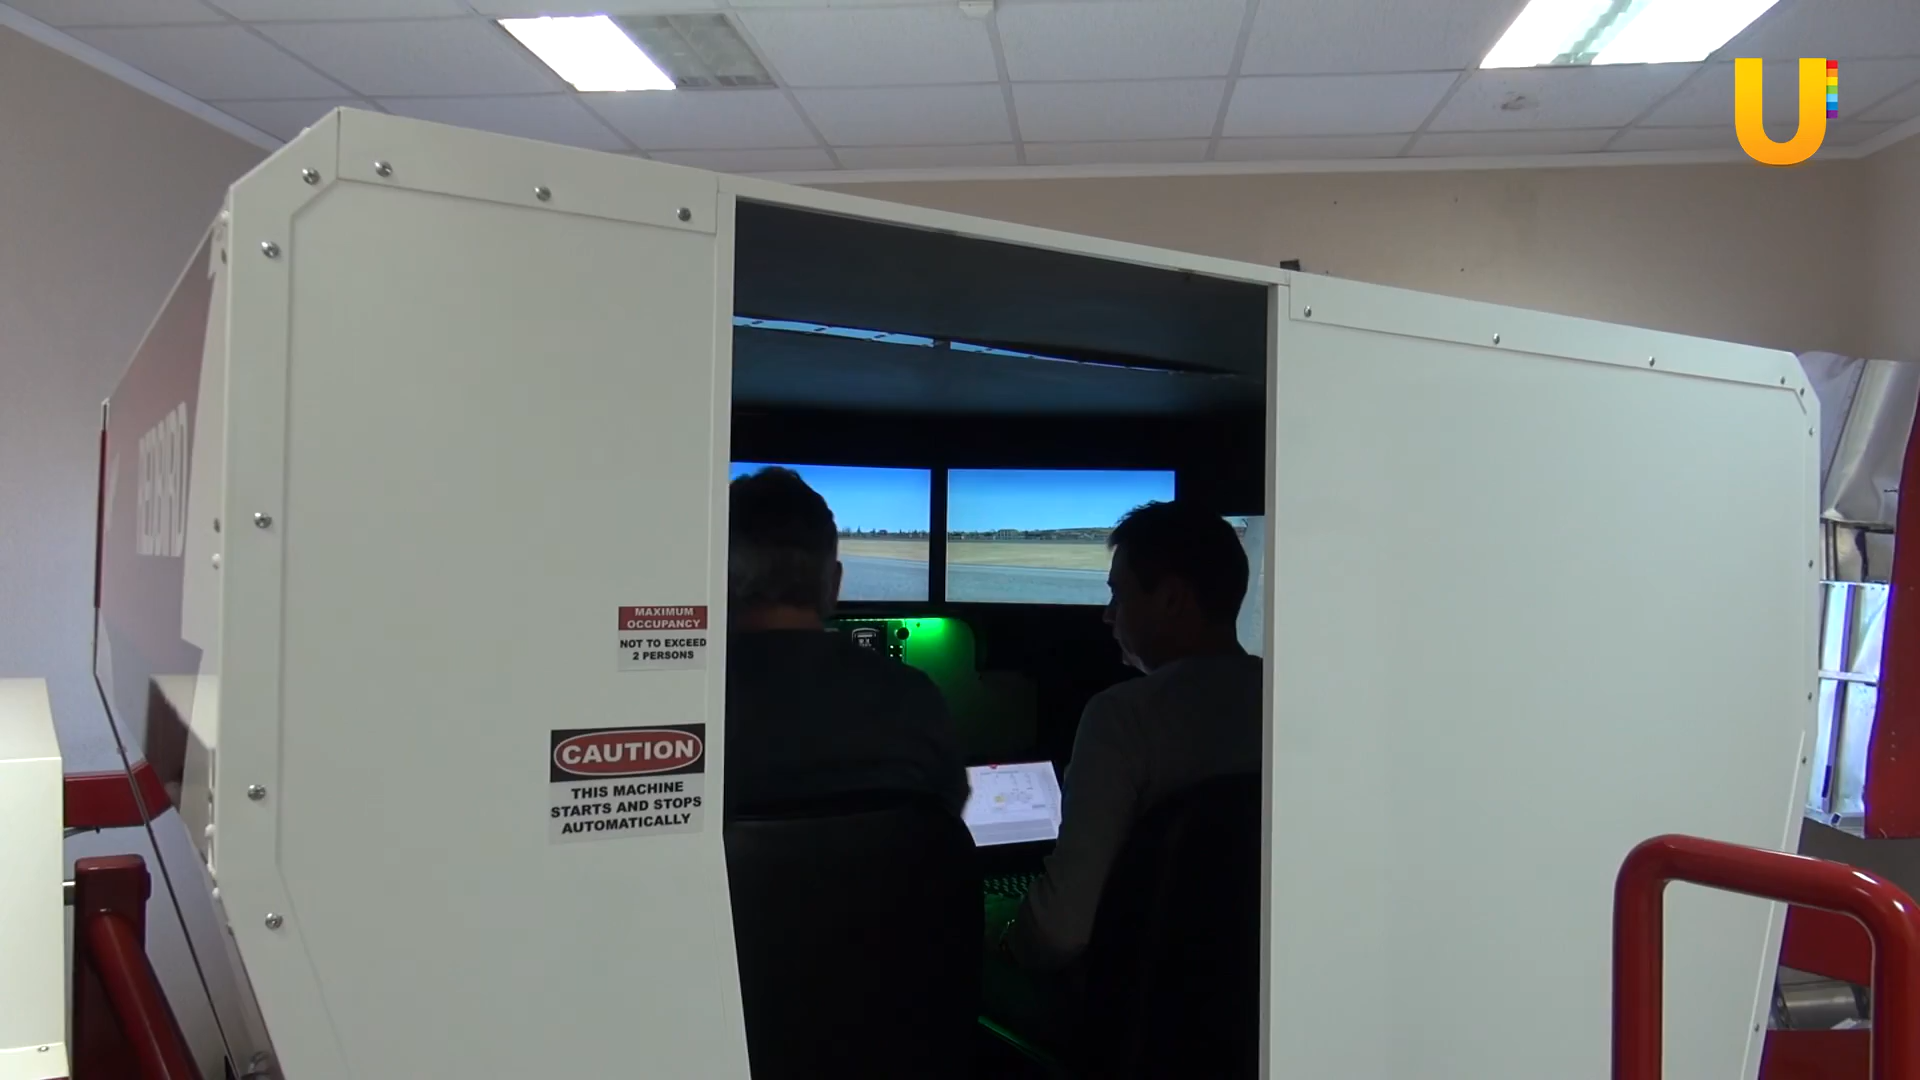 U
REDBIRD
MAXIMUM
OCCUPANCY
NOT TO EXCEED
2 PERSONS
CAUTION
THIS MACHINE
STARTS AND STOPS
AUTOMATICALLY